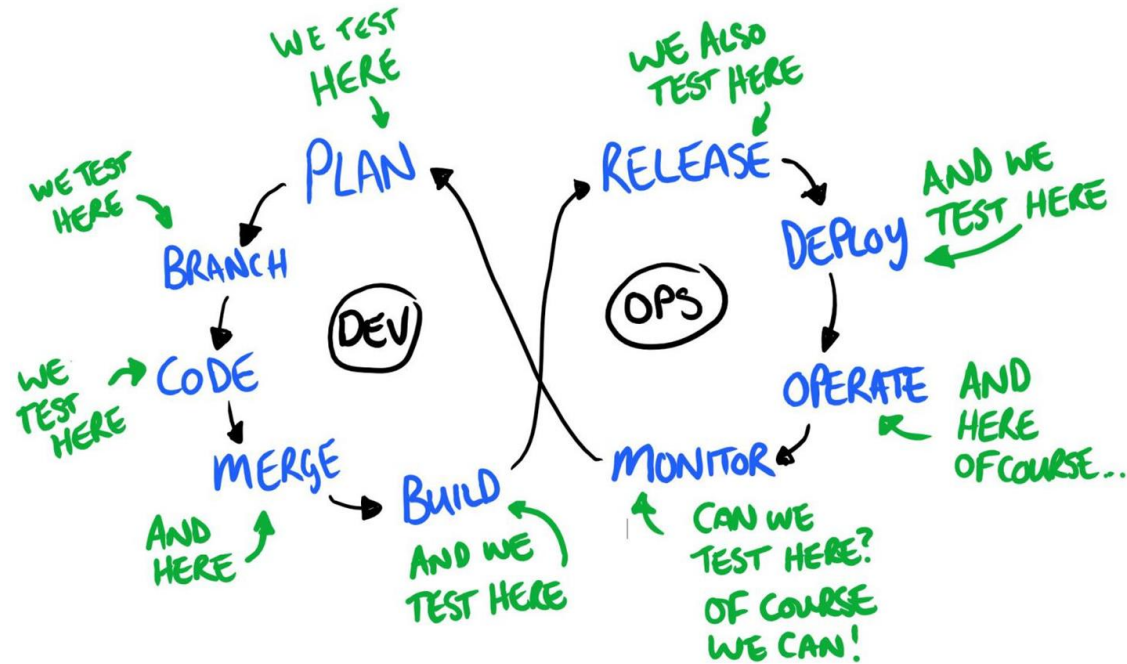 WE TEST
HERE
PLAN
WE TEST
HERE
BRANCH
DEV
WE
TEST
HERE
CODE
MERGE
AND
HERE
BUILD
AND WE
TEST HERE
WE ALSO
TEST HERE
RELEASE
AND WE
TEST HERE
DEPLOY
OPS
OPERATE
AND
HERE
OFCOURSE...
MONITOR
CAN WE
TEST HERE?
OF COURSE
WE CAN!